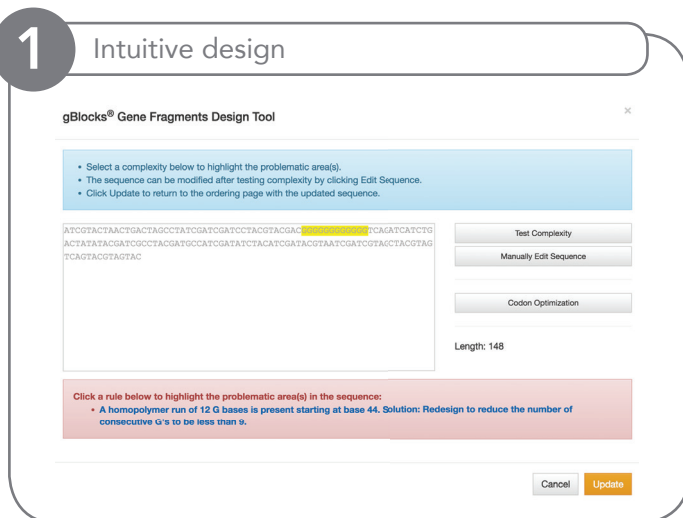 1 Intuitive design
gBlocks® Gene Fragments Design Tool ×
• Select a complexity below to highlight the problematic area(s).
• The sequence can be modified after testing complexity by clicking Edit Sequence.
• Click Update to return to the ordering page with the updated sequence.
ATCGTACTAACTGACTAGCCTATCGATCGATCCTACGTACGACGGGGGGGGGGGGTCAGATCATCTG
ACTATATACGATCGCCTACGATGCCATCGATATCTACATCGATACGTAATCGATCGTAGCTACGTAG
TCAGTACGTAGTAC
Test Complexity
Manually Edit Sequence
Codon Optimization
Length: 148
Click a rule below to highlight the problematic area(s) in the sequence:
• A homopolymer run of 12 G bases is present starting at base 44. Solution: Redesign to reduce the number of
consecutive G's to be less than 9.
Cancel Update